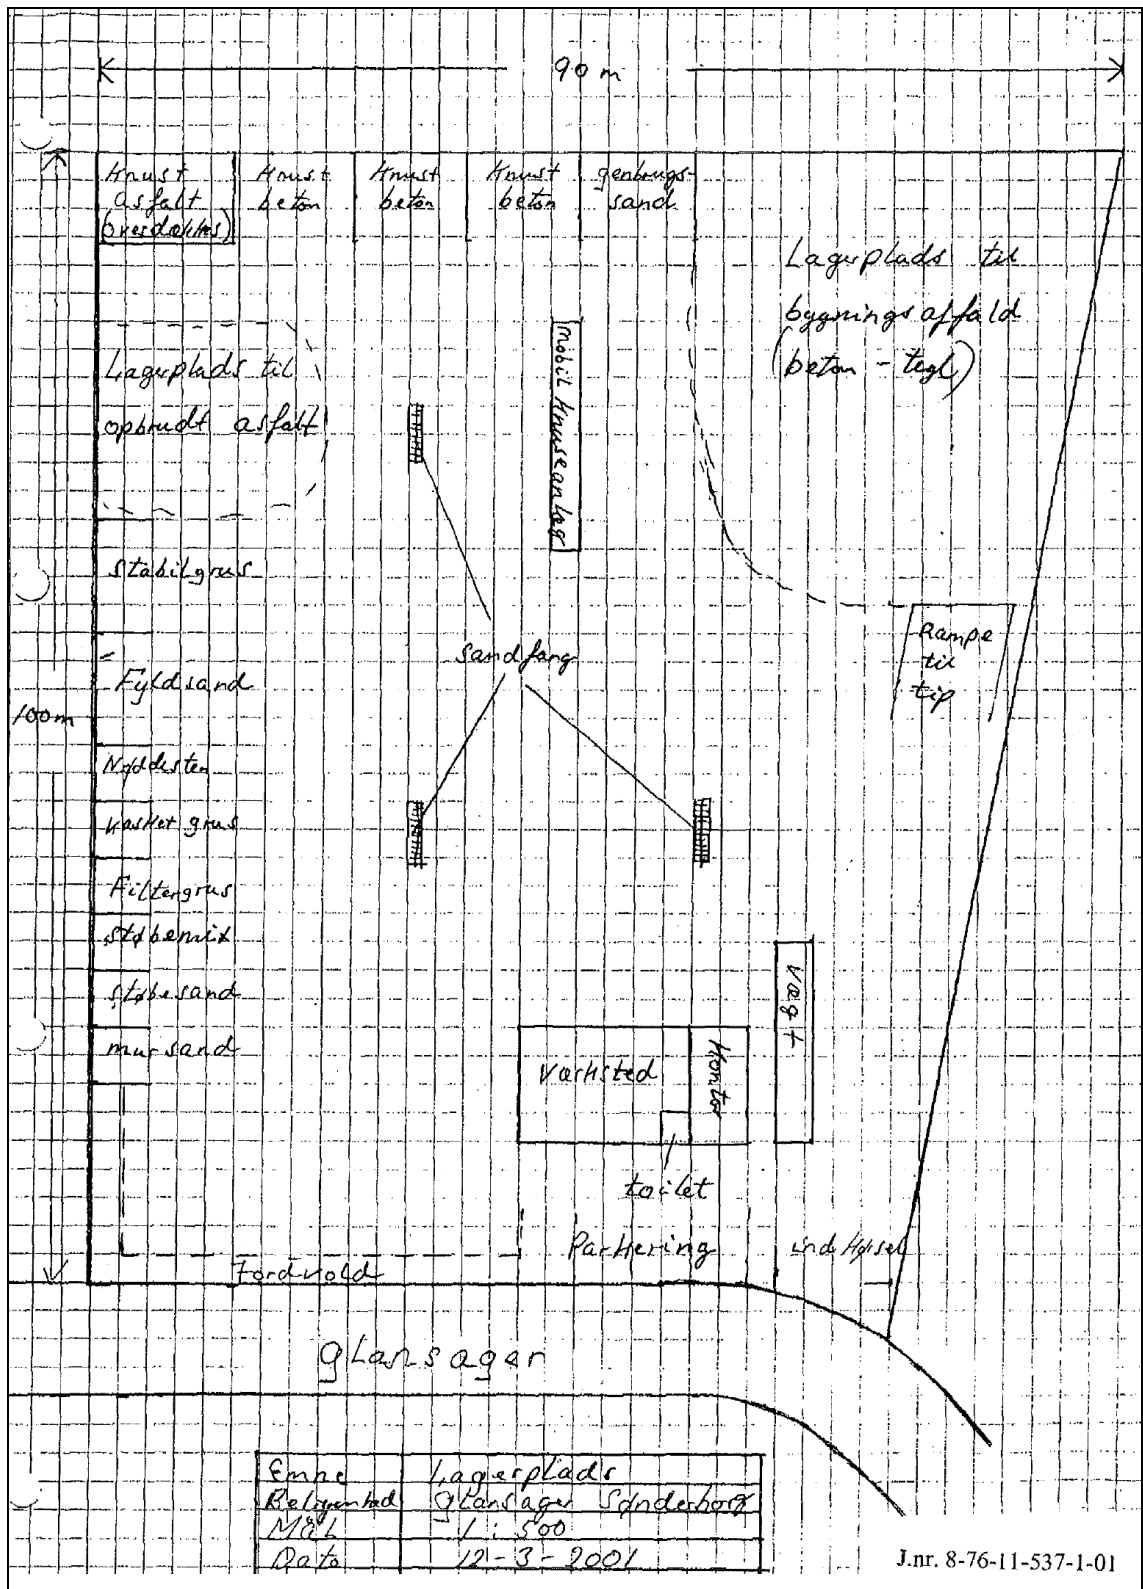 90 m
Knust
asfalt
(overdækkes)
Knust
beton
Knust
beton
Knust
beton
genbrugs-
sand
Lagerplads til
bygningsaffald
(beton - tegl)
Mobil Knuseanlæg
Lagerplads til
opbrudt asfalt
Stabilgrus
Sandfang
Rampe
til
tip
Fyldsand
100m
Nøddesten
Vasket grus
Filtergrus
Støbemix
Støbesand
mursand
Vægt
Værksted
Kontor
toilet
Parkering
indkørsel
Jordvold
glansager
Emne Lagerplads
Beliggenhed glansager Sønderborg
Mål 1 : 500
Dato 12-3-2001
J.nr. 8-76-11-537-1-01